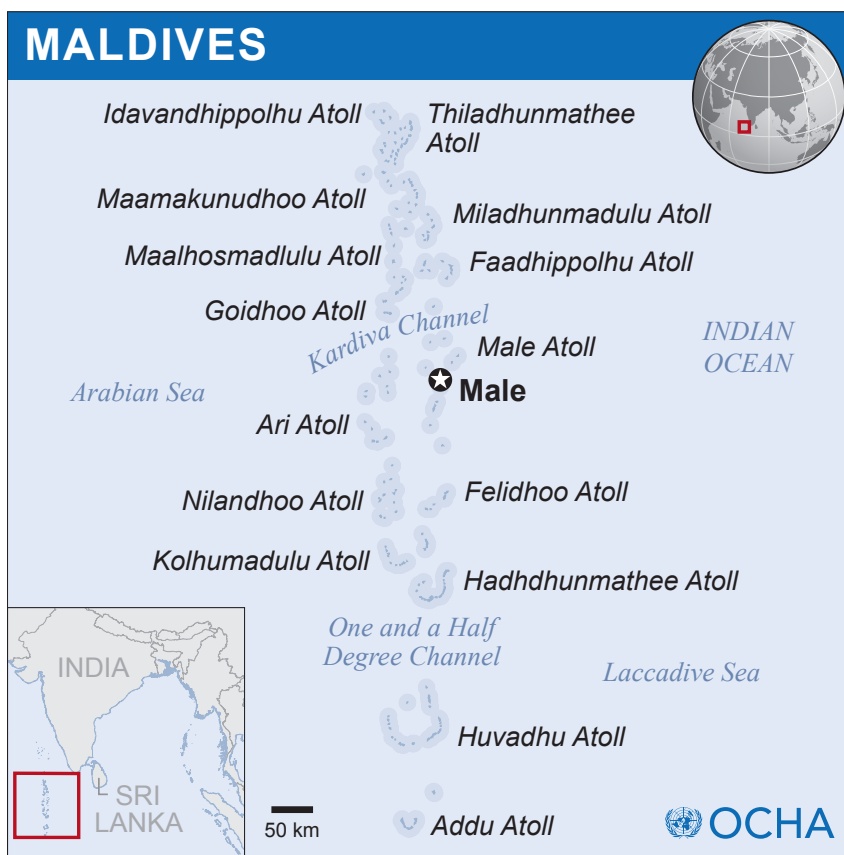 MALDIVES
Idavandhippolhu Atoll
Thiladhunmathee
Atoll
Maamakunudhoo Atoll
Miladhunmadulu Atoll
Maalhosmadlulu Atoll
Faadhippolhu Atoll
Goidhoo Atoll
Kardiva Channel
Male Atoll
INDIAN
OCEAN
Arabian Sea
Male
Ari Atoll
Nilandhoo Atoll
Felidhoo Atoll
Kolhumadulu Atoll
Hadhdhunmathee Atoll
One and a Half
Degree Channel
Laccadive Sea
Huvadhu Atoll
Addu Atoll
INDIA
SRI
LANKA
50 km
OCHA